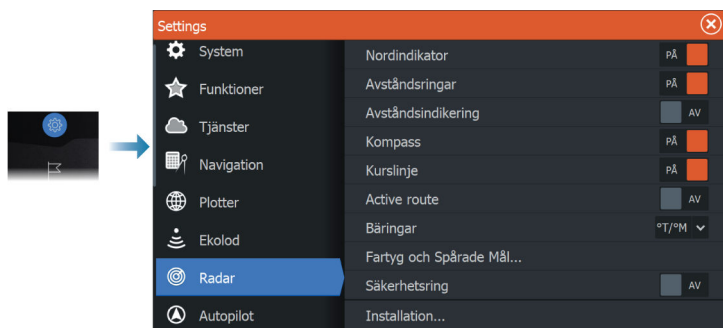 Settings
System
Funktioner
Tjänster
Navigation
Plotter
Ekolod
Radar
Autopilot
Nordindikator PÅ
Avståndsringar PÅ
Avståndsindikering AV
Kompass PÅ
Kurslinje PÅ
Active route AV
Bäringar °T/°M
Fartyg och Spårade Mål...
Säkerhetsring AV
Installation...